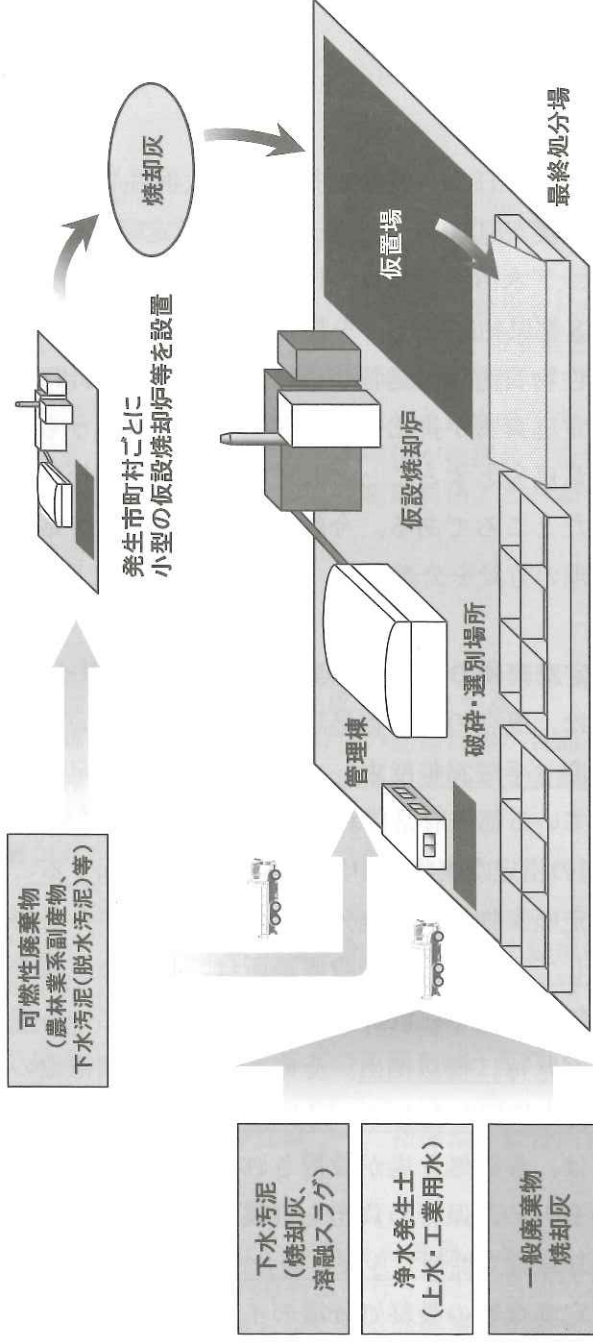 可燃性廃棄物
(農林業系副産物、
下水汚泥(脱水汚泥)等
発生市町村ごとに
小型の仮設焼却炉等を設置
焼却灰
下水汚泥
(焼却灰、
溶融スラグ)
浄水発生土
(上水・工業用水)
一般廃棄物
焼却灰
管理棟
破砕・選別場所
仮設焼却炉
仮置場
最終処分場